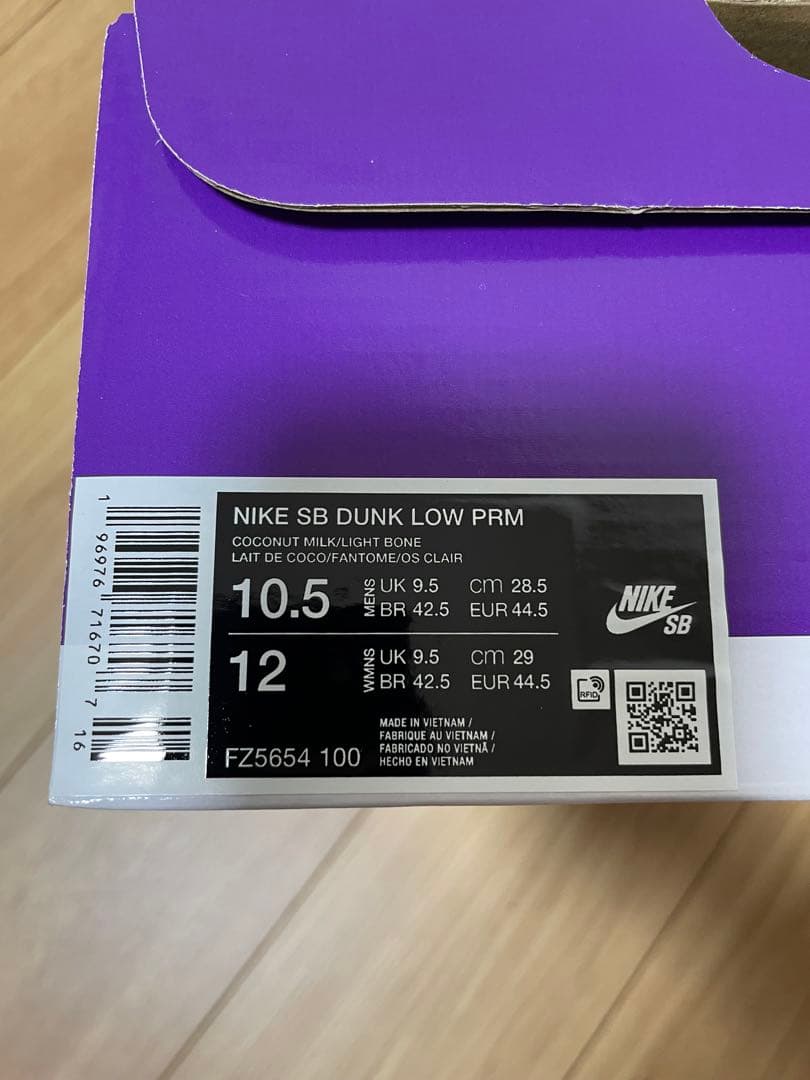 NIKE SB DUNK LOW PRM
COCONUT MILK/LIGHT BONE
LAIT DE COCO/FANTOME/OS CLAIR
10.5 MENS UK 9.5 cm 28.5
BR 42.5 EUR 44.5
12 WMNS UK 9.5 cm 29
BR 42.5 EUR 44.5
FZ5654 100
MADE IN VIETNAM /
FABRIQUE AU VIETNAM /
FABRICADO NO VIETNÃ /
HECHO EN VIETNAM
NIKE
SB
RFID
1 96976 71670 7 16